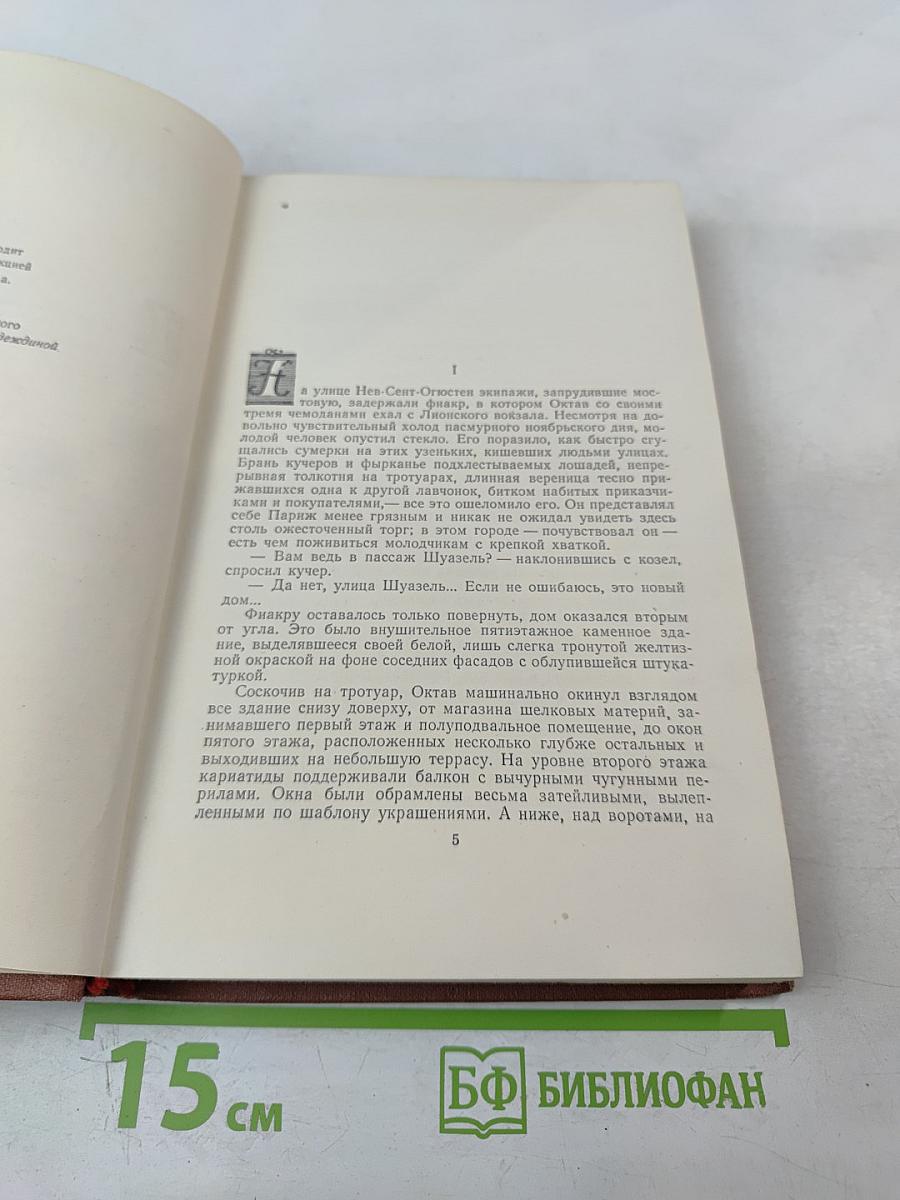 одит
кцией
а.
ого
деждиной.
I
На улице Нев-Сент-Огюстен экипажи, запрудившие мос-
товую, задержали фиакр, в котором Октав со своими
тремя чемоданами ехал с Лионского вокзала. Несмотря на до-
вольно чувствительный холод пасмурного ноябрьского дня, мо-
лодой человек опустил стекло. Его поразило, как быстро сгу-
щались сумерки на этих узеньких, кишевших людьми улицах.
Брань кучеров и фырканье подхлестываемых лошадей, непре-
рывная толкотня на тротуарах, длинная вереница тесно при-
жавшихся одна к другой лавчонок, битком набитых приказчи-
ками и покупателями,— все это ошеломило его. Он представлял
себе Париж менее грязным и никак не ожидал увидеть здесь
столь ожесточенный торг; в этом городе — почувствовал он —
есть чем поживиться молодчикам с крепкой хваткой.
— Вам ведь в пассаж Шуазель? — наклонившись с козел,
спросил кучер.
— Да нет, улица Шуазель... Если не ошибаюсь, это новый
дом...
Фиакру оставалось только повернуть, дом оказался вторым
от угла. Это было внушительное пятиэтажное каменное зда-
ние, выделявшееся своей белой, лишь слегка тронутой желтиз-
ной окраской на фоне соседних фасадов с облупившейся штука-
туркой.
Соскочив на тротуар, Октав машинально окинул взглядом
все здание снизу доверху, от магазина шелковых материй, за-
нимавшего первый этаж и полуподвальное помещение, до окон
пятого этажа, расположенных несколько глубже остальных и
выходивших на небольшую террасу. На уровне второго этажа
кариатиды поддерживали балкон с вычурными чугунными пе-
рилами. Окна были обрамлены весьма затейливыми, вылеп-
ленными по шаблону украшениями. А ниже, над воротами, на
5
15 см
БФ БИБЛИОФАН